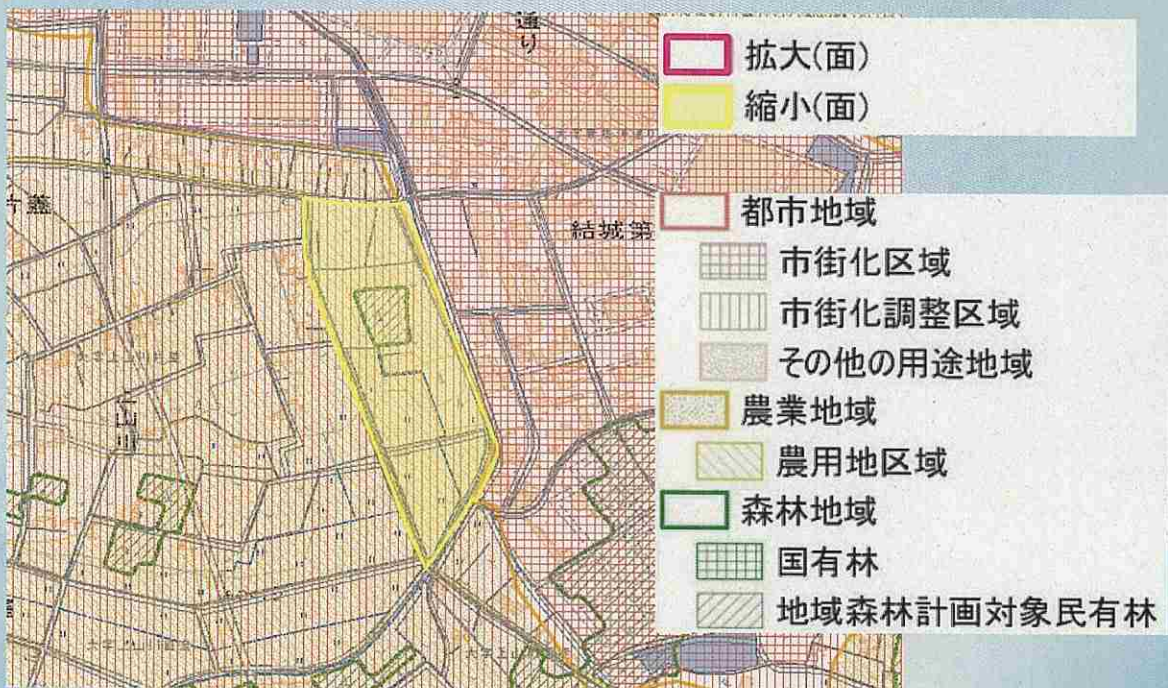 通り
拡大(面)
縮小(面)
結城第
都市地域
市街化区域
市街化調整区域
その他の用途地域
農業地域
農用地区域
森林地域
国有林
地域森林計画対象民有林